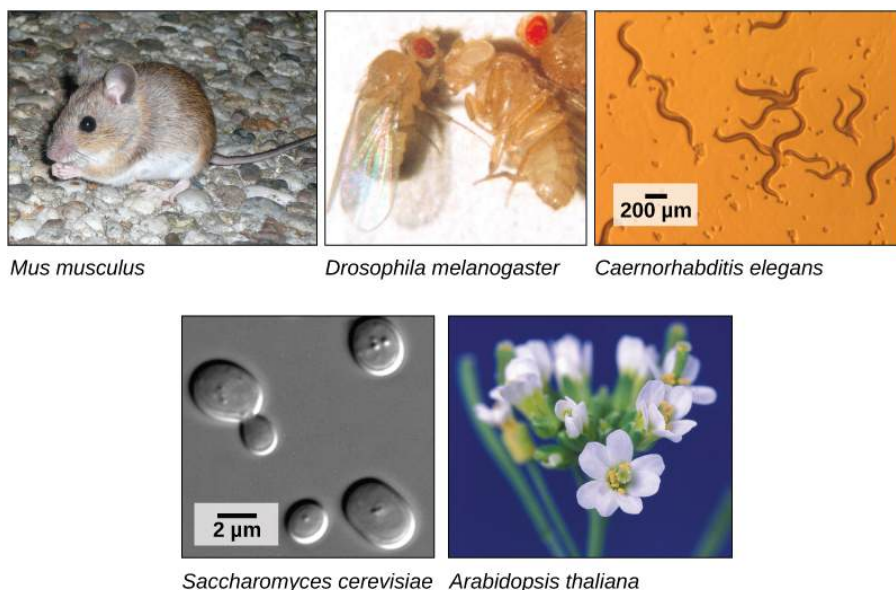 200 µm
Mus musculus
Drosophila melanogaster
Caernorhabditis elegans
2 µm
Saccharomyces cerevisiae
Arabidopsis thaliana